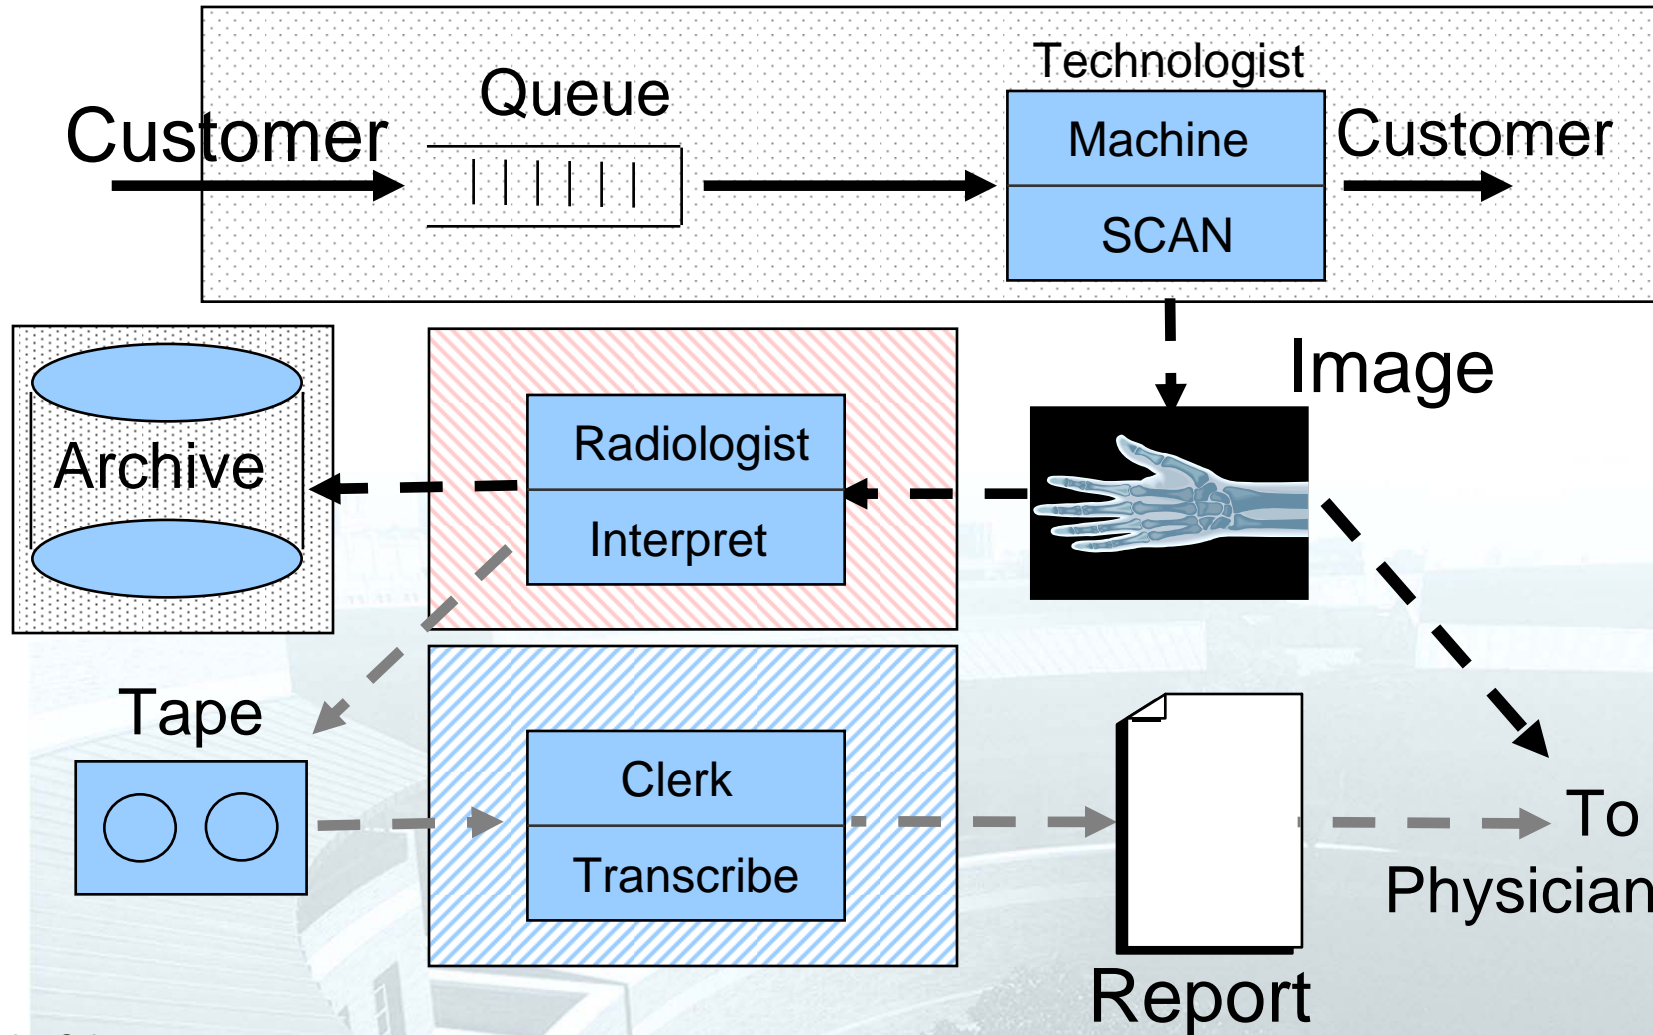 Technologist
Queue
Customer
Machine
Customer
SCAN
Image
Radiologist
Archive
Interpret
Tape
Clerk
To
Transcribe
Physician
Report